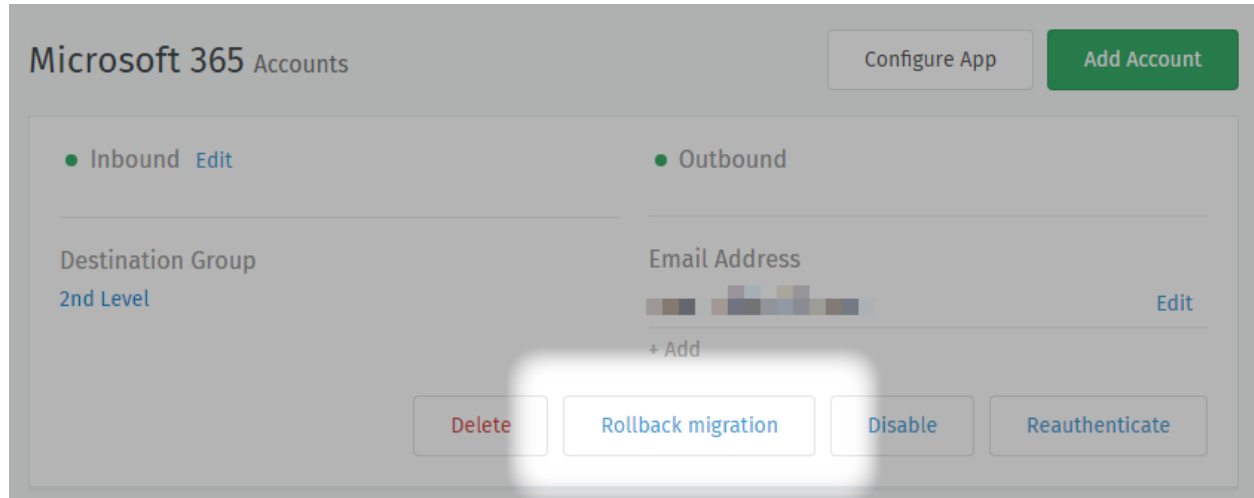 Microsoft 365 Accounts
Configure App
Add Account
Inbound Edit
Outbound
Destination Group
2nd Level
Email Address
Edit
+ Add
Delete
Rollback migration
Disable
Reauthenticate